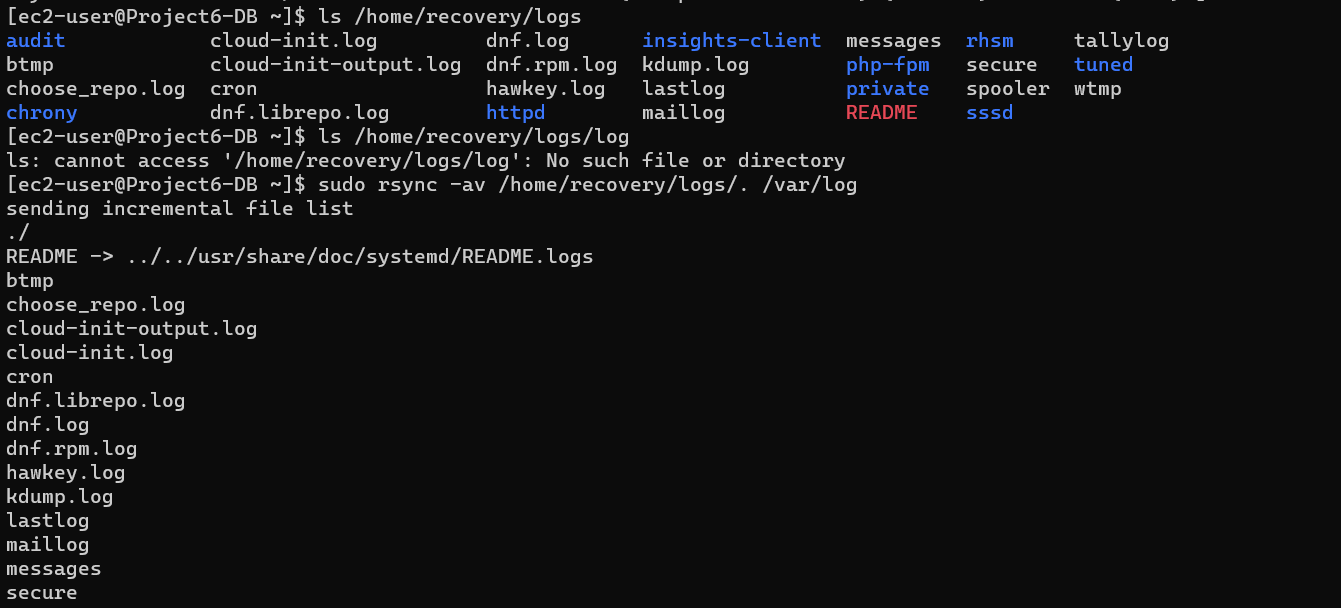 [ec2-user@Project6-DB ~]$ ls /home/recovery/logs
audit cloud-init.log dnf.log insights-client messages rhsm tallylog
btmp cloud-init-output.log dnf.rpm.log kdump.log php-fpm secure tuned
choose_repo.log cron hawkey.log lastlog private spooler wtmp
chrony dnf.librepo.log httpd maillog README sssd
[ec2-user@Project6-DB ~]$ ls /home/recovery/logs/log
ls: cannot access '/home/recovery/logs/log': No such file or directory
[ec2-user@Project6-DB ~]$ sudo rsync -av /home/recovery/logs/. /var/log
sending incremental file list
./
README -> ../../usr/share/doc/systemd/README.logs
btmp
choose_repo.log
cloud-init-output.log
cloud-init.log
cron
dnf.librepo.log
dnf.log
dnf.rpm.log
hawkey.log
kdump.log
lastlog
maillog
messages
secure